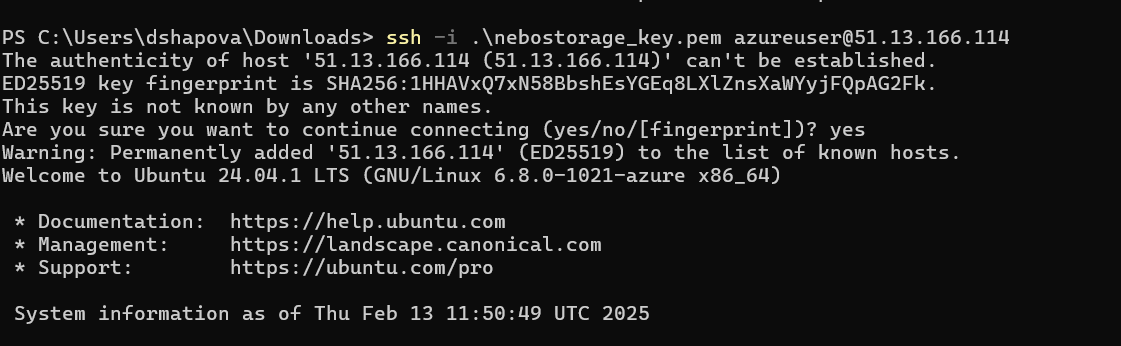 PS C:\Users\dshapova\Downloads> ssh -i .\nebostorage_key.pem azureuser@51.13.166.114
The authenticity of host '51.13.166.114 (51.13.166.114)' can't be established.
ED25519 key fingerprint is SHA256:1HHAVxQ7xN58BbshEsYGEq8LXlZnsXaWYyjFQpAG2Fk.
This key is not known by any other names.
Are you sure you want to continue connecting (yes/no/[fingerprint])? yes
Warning: Permanently added '51.13.166.114' (ED25519) to the list of known hosts.
Welcome to Ubuntu 24.04.1 LTS (GNU/Linux 6.8.0-1021-azure x86_64)
* Documentation: https://help.ubuntu.com
* Management: https://landscape.canonical.com
* Support: https://ubuntu.com/pro
System information as of Thu Feb 13 11:50:49 UTC 2025